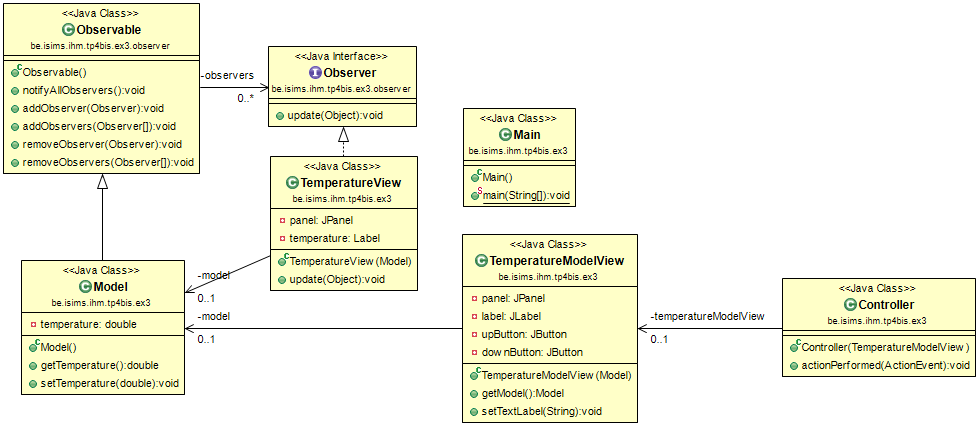 <<Java Class>>
Observable
be.isims.ihm.tp4bis.ex3.observer
Observable()
notifyAllObservers():void
addObserver(Observer):void
addObservers(Observer[]):void
removeObserver(Observer):void
removeObservers(Observer[]):void
-observers
0..*
<<Java Interface>>
Observer
be.isims.ihm.tp4bis.ex3.observer
update(Object):void
<<Java Class>>
Main
be.isims.ihm.tp4bis.ex3
Main()
main(String[]):void
<<Java Class>>
TemperatureView
be.isims.ihm.tp4bis.ex3
panel: JPanel
temperature: Label
TemperatureView (Model)
update(Object):void
-model
0..1
<<Java Class>>
Model
be.isims.ihm.tp4bis.ex3
temperature: double
Model()
getTemperature():double
setTemperature(double):void
-model
0..1
<<Java Class>>
TemperatureModelView
be.isims.ihm.tp4bis.ex3
panel: JPanel
label: JLabel
upButton: JButton
downButton: JButton
TemperatureModelView (Model)
getModel():Model
setTextLabel(String):void
-temperatureModelView
0..1
<<Java Class>>
Controller
be.isims.ihm.tp4bis.ex3
Controller(TemperatureModelView )
actionPerformed(ActionEvent):void